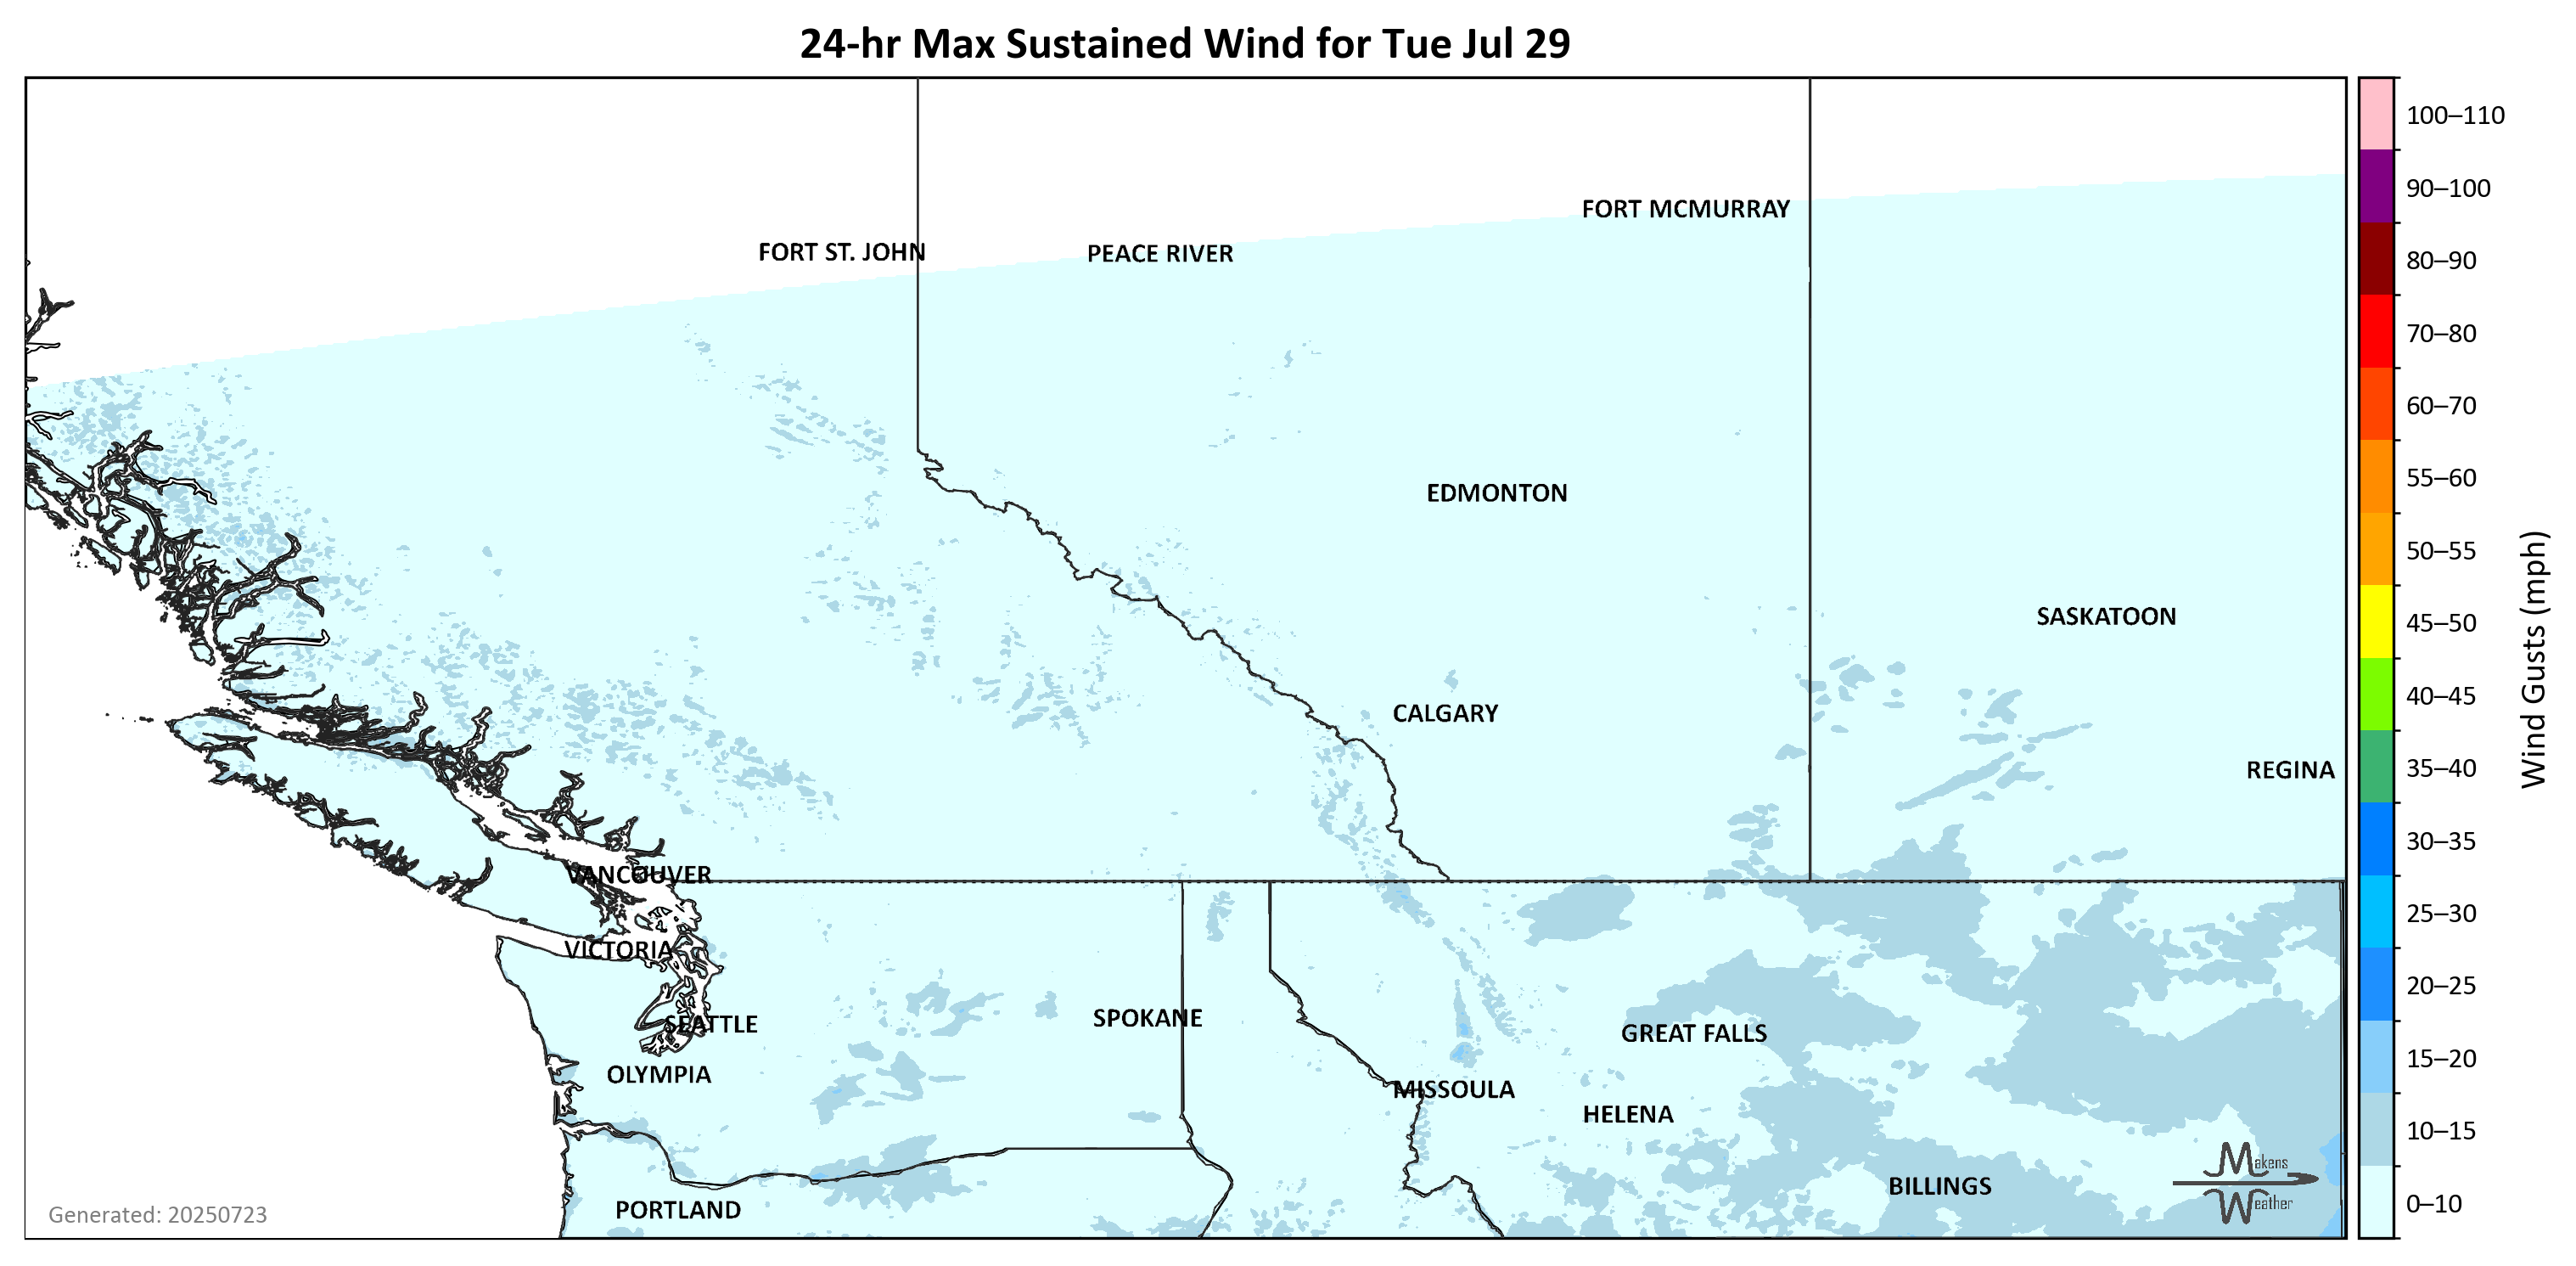 24-hr Max Sustained Wind for Tue Jul 29
100–110
90–100
80–90
70–80
60–70
55–60
50–55
45–50
40–45
35–40
30–35
25–30
20–25
15–20
10–15
0–10
Wind Gusts (mph)
FORT MCMURRAY
FORT ST. JOHN
PEACE RIVER
EDMONTON
SASKATOON
CALGARY
REGINA
VANCOUVER
VICTORIA
SPOKANE
SEATTLE
GREAT FALLS
OLYMPIA
MISSOULA
HELENA
BILLINGS
PORTLAND
Makens
Weather
Generated: 20250723